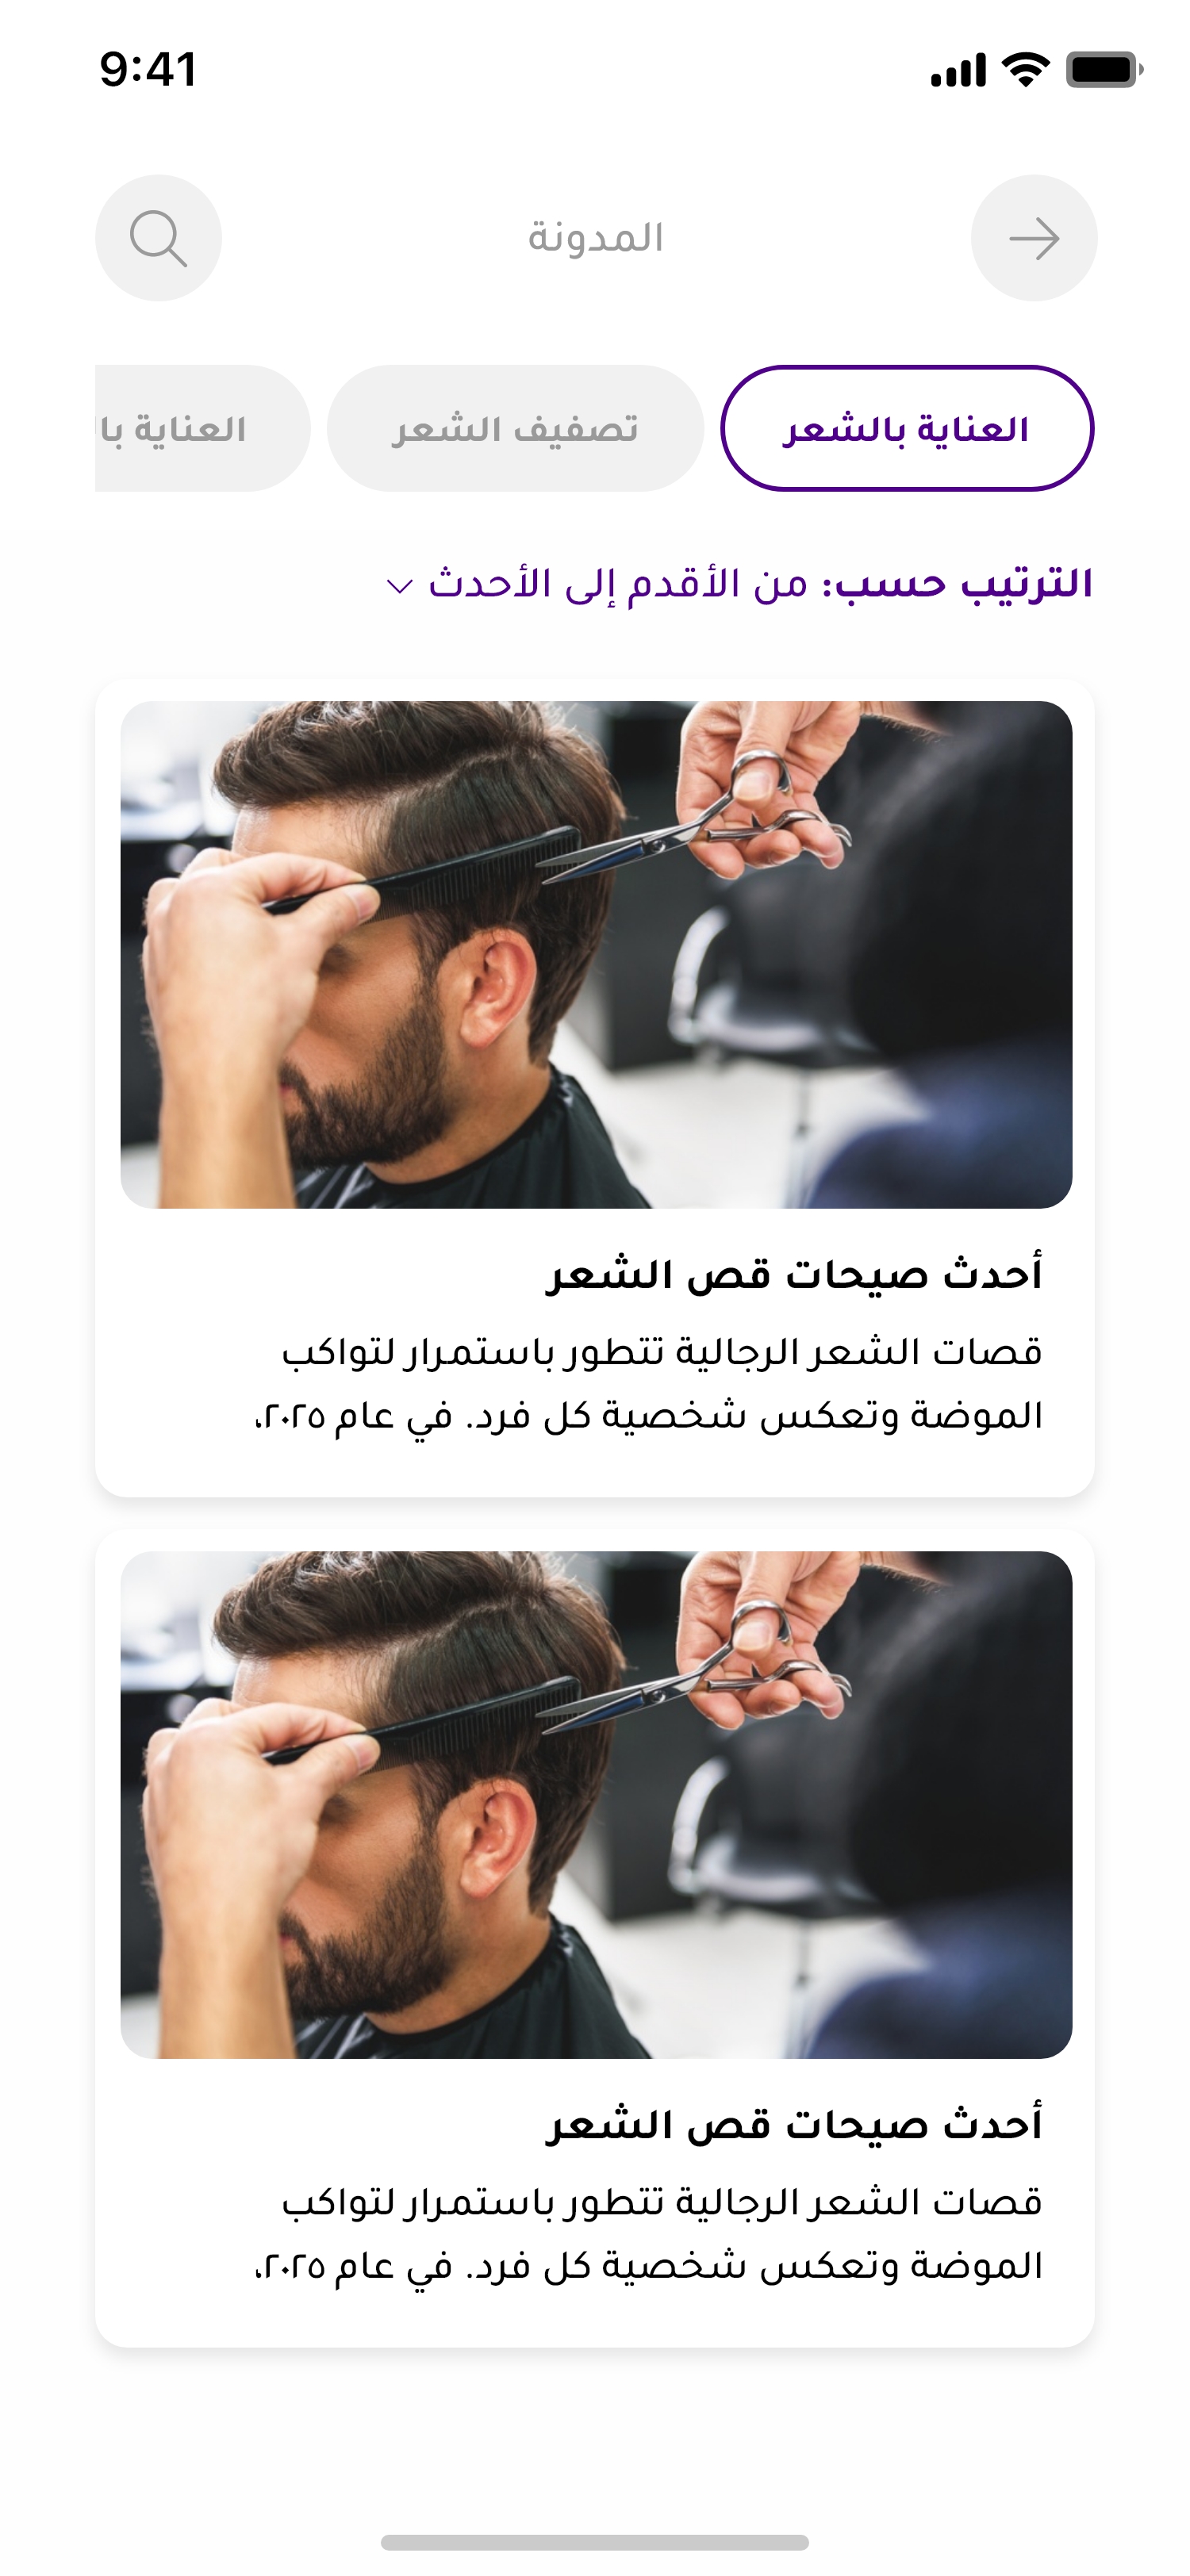 9:41
المدونة
العناية بالشعر
تصفيف الشعر
العناية
الترتيب حسب: من الأقدم إلى الأحدث
أحدث صيحات قص الشعر
قصات الشعر الرجالية تتطور باستمرار لتواكب
الموضة وتعكس شخصية كل فرد. في عام ٢٠٢٥،
أحدث صيحات قص الشعر
قصات الشعر الرجالية تتطور باستمرار لتواكب
الموضة وتعكس شخصية كل فرد. في عام ٢٠٢٥،